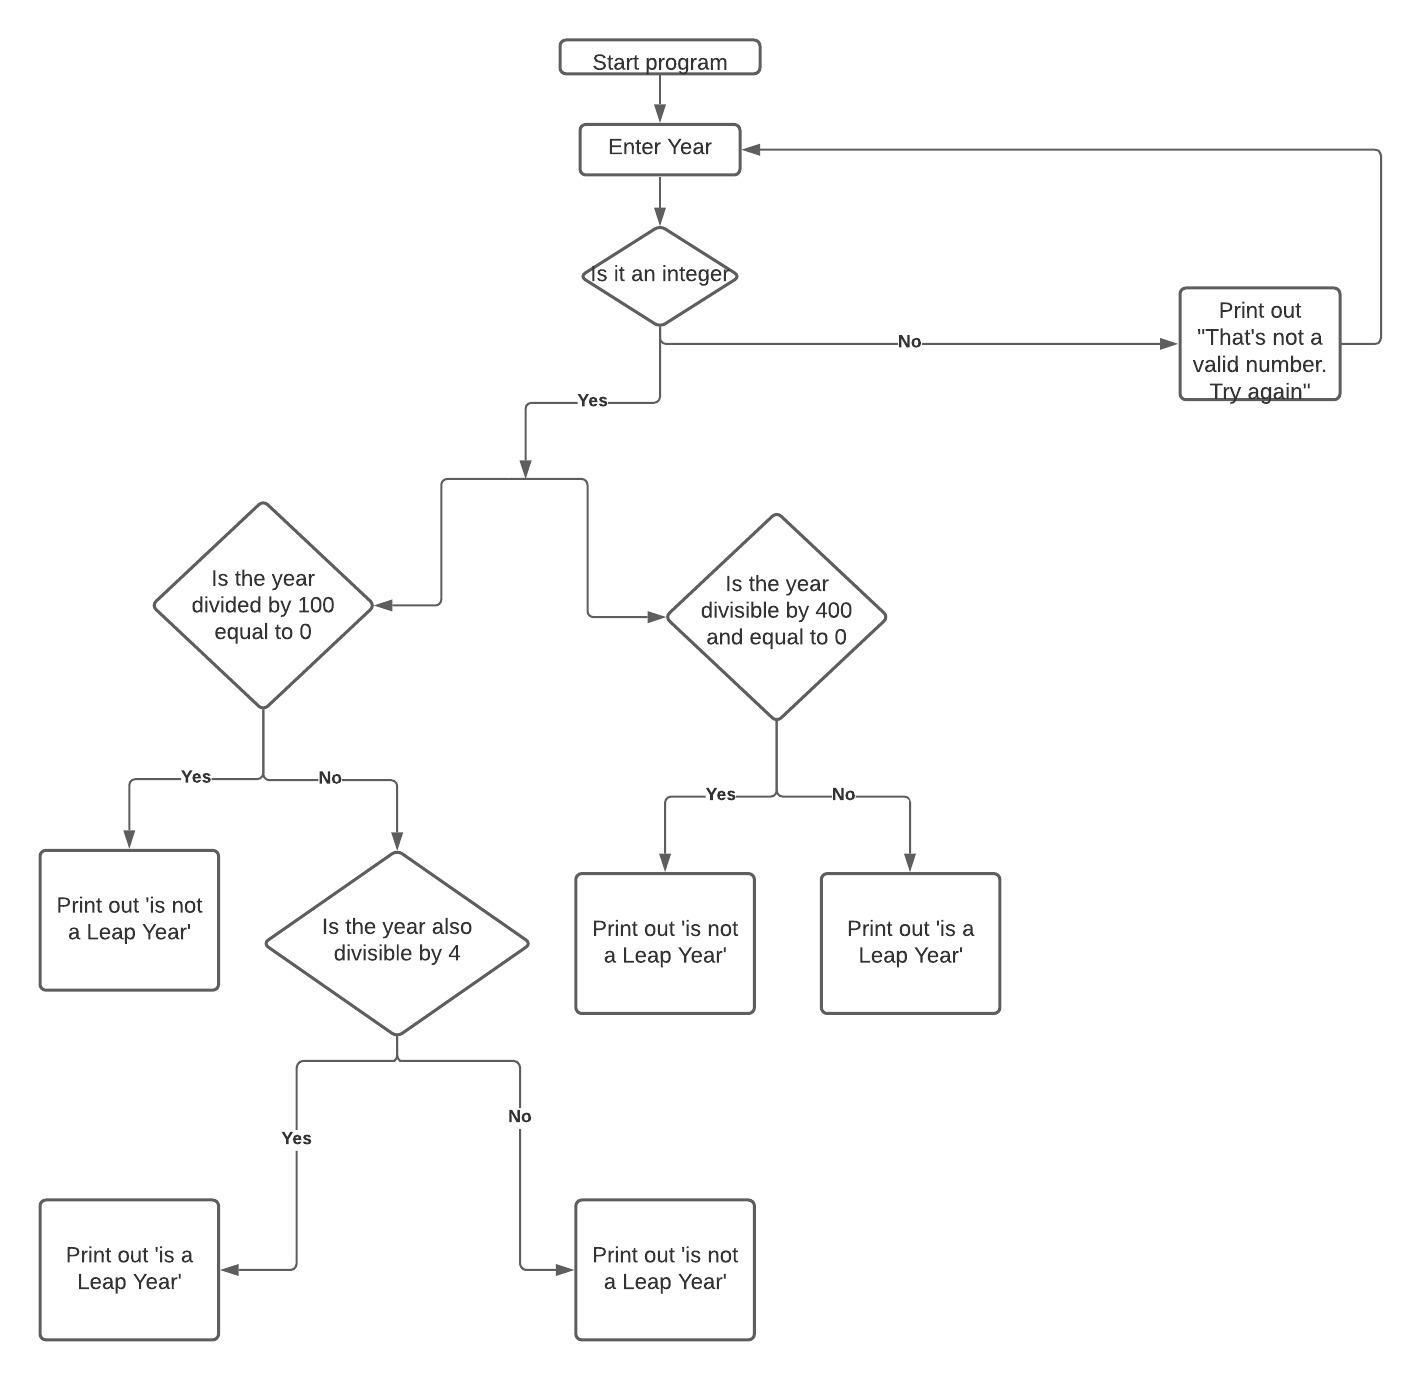 Start program
Enter Year
Is it an integer
No
Print out
"That's not a
valid number.
Try again"
Yes
Is the year
divided by 100
equal to 0
Is the year
divisible by 400
and equal to 0
Yes
No
Yes
No
Print out 'is not
a Leap Year'
Is the year also
divisible by 4
Print out 'is not
a Leap Year'
Print out 'is a
Leap Year'
Yes
No
Print out 'is a
Leap Year'
Print out 'is not
a Leap Year'